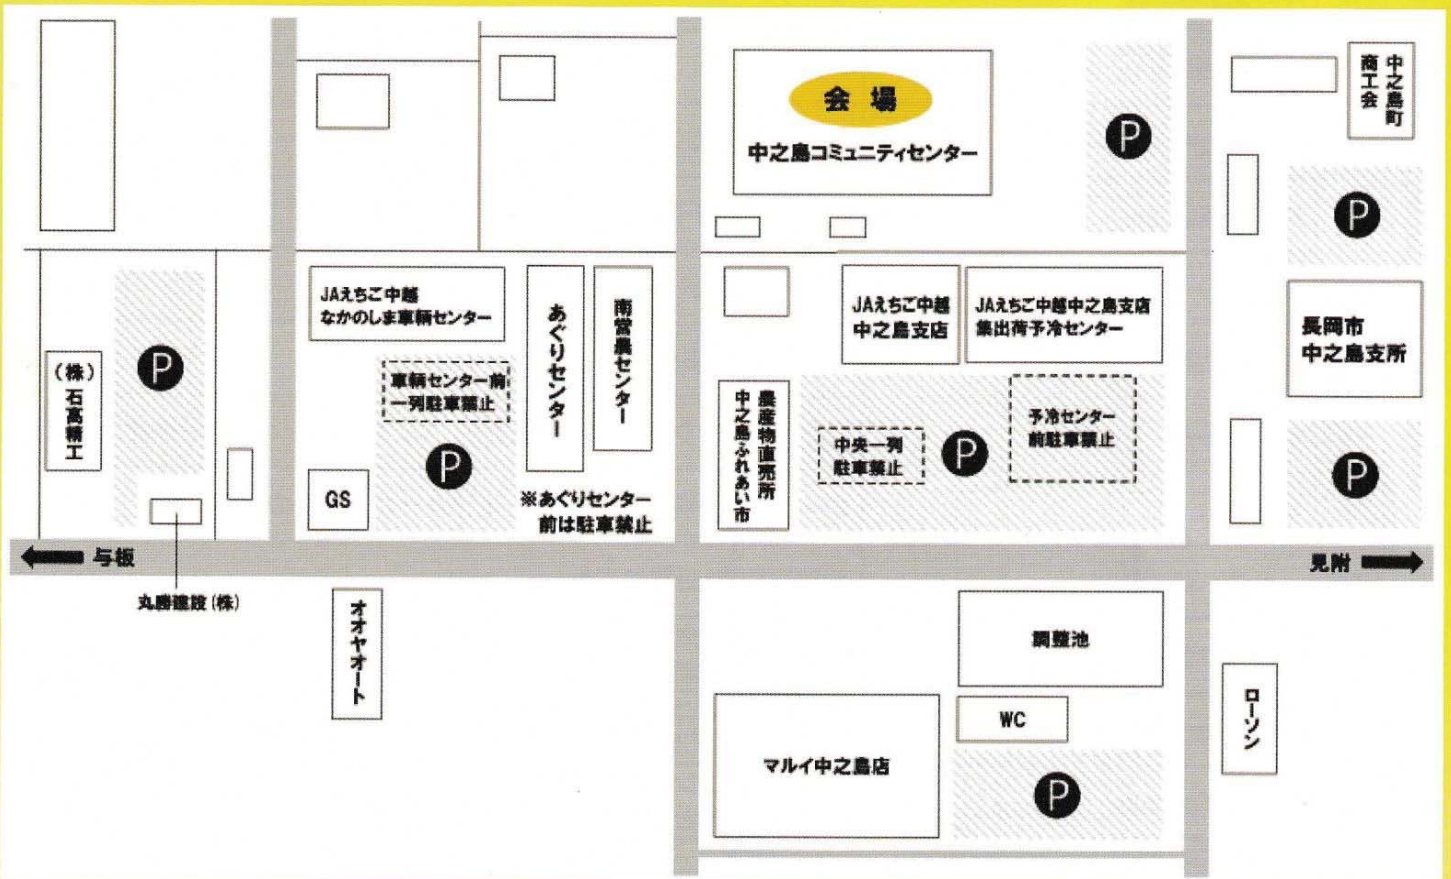 会場
中之島コミュニティセンター
P
中之島町
商工会
P
JAえちご中越
なかのしま車輌センター
あぐりセンター
南営農センター
JAえちご中越
中之島支店
JAえちご中越中之島支店
集出荷予冷センター
長岡市
中之島支所
(株)石高精工
P
車輌センター前
一列駐車禁止
P
GS
※あぐりセンター
前は駐車禁止
農産物直売所
中之島ふれあい市
中央一列
駐車禁止
P
予冷センター
前駐車禁止
P
与板
見附
丸勝建設(株)
オオヤオート
調整池
WC
マルイ中之島店
P
ローソン